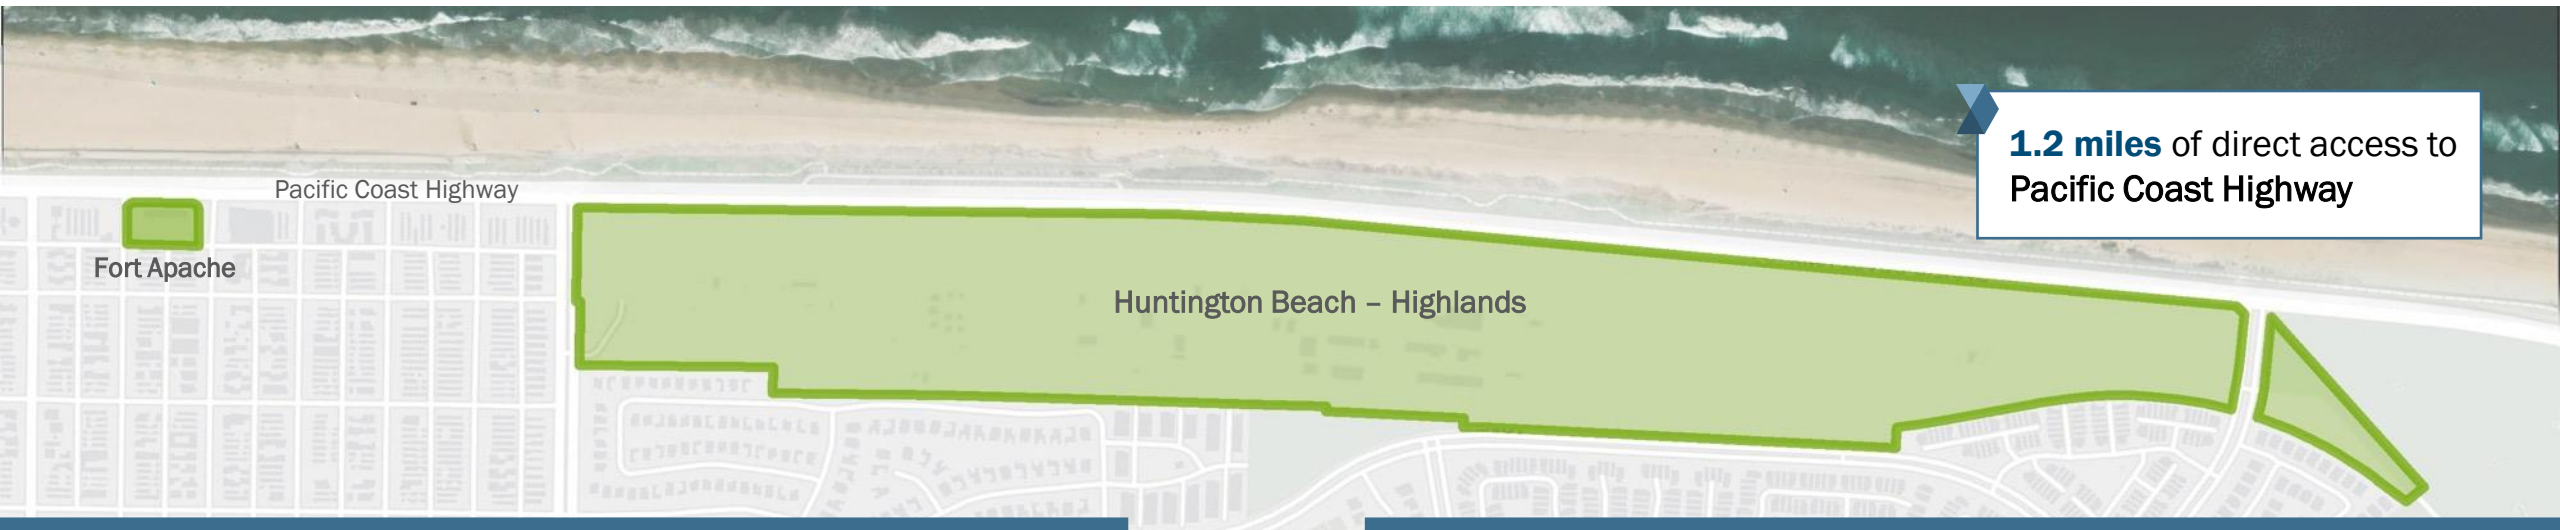 Pacific Coast Highway
1.2 miles of direct access to
Pacific Coast Highway
Fort Apache
Huntington Beach – Highlands